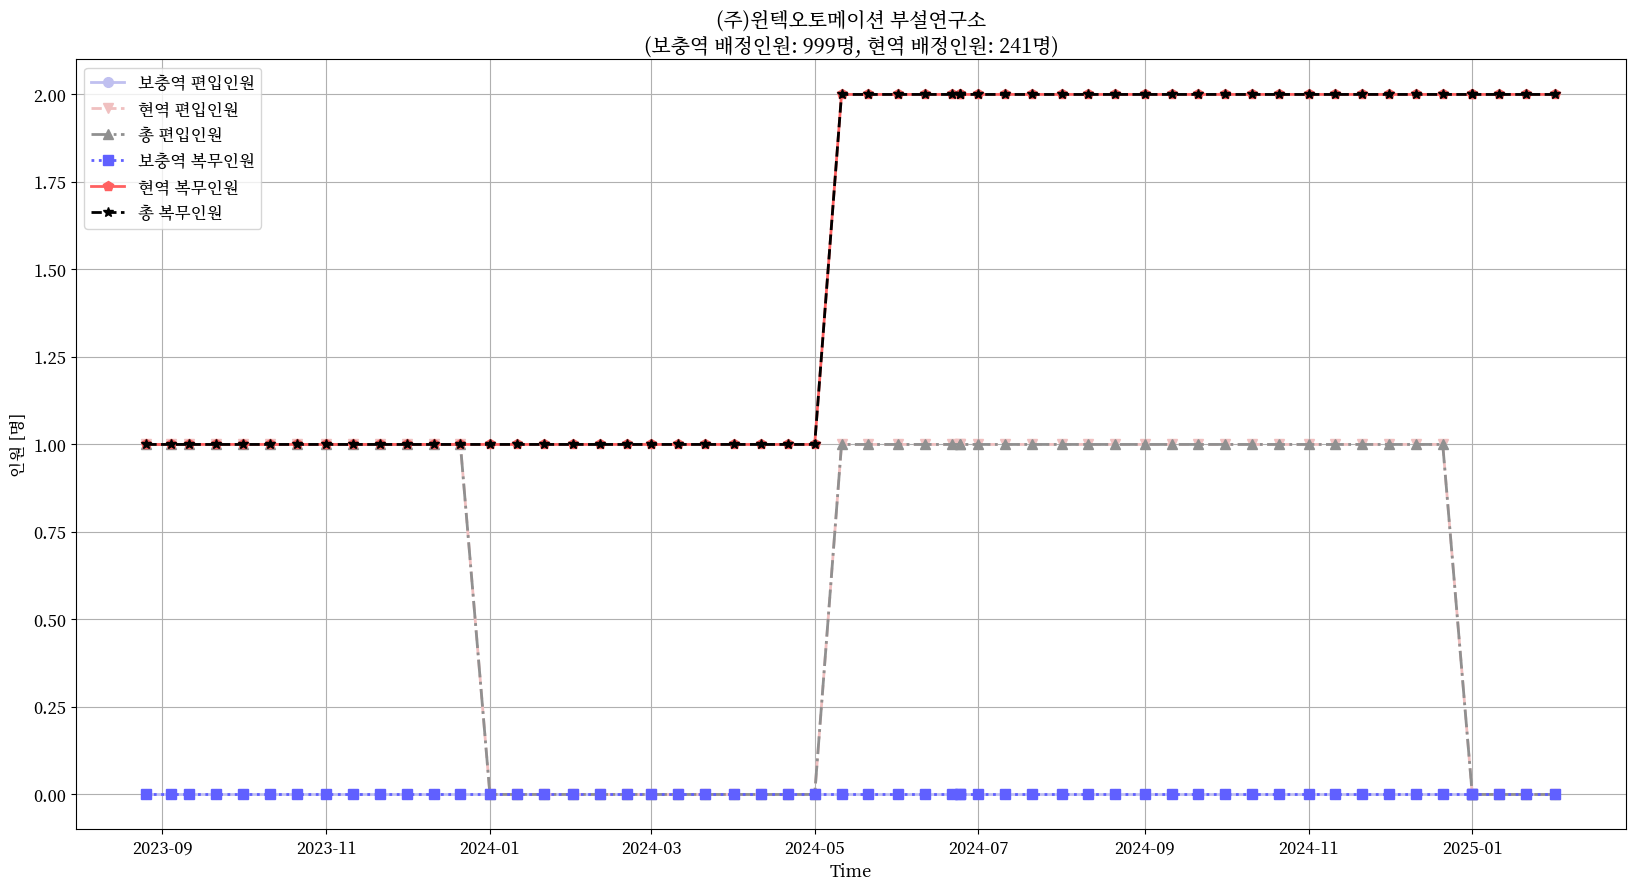 (주)윈텍오토메이션 부설연구소
(보충역 배정인원: 999명, 현역 배정인원: 241명)
보충역 편입인원
현역 편입인원
총 편입인원
보충역 복무인원
현역 복무인원
총 복무인원
2.00
1.75
1.50
1.25
1.00
0.75
0.50
0.25
0.00
인원 [명]
2023-09 2023-11 2024-01 2024-03 2024-05 2024-07 2024-09 2024-11 2025-01
Time